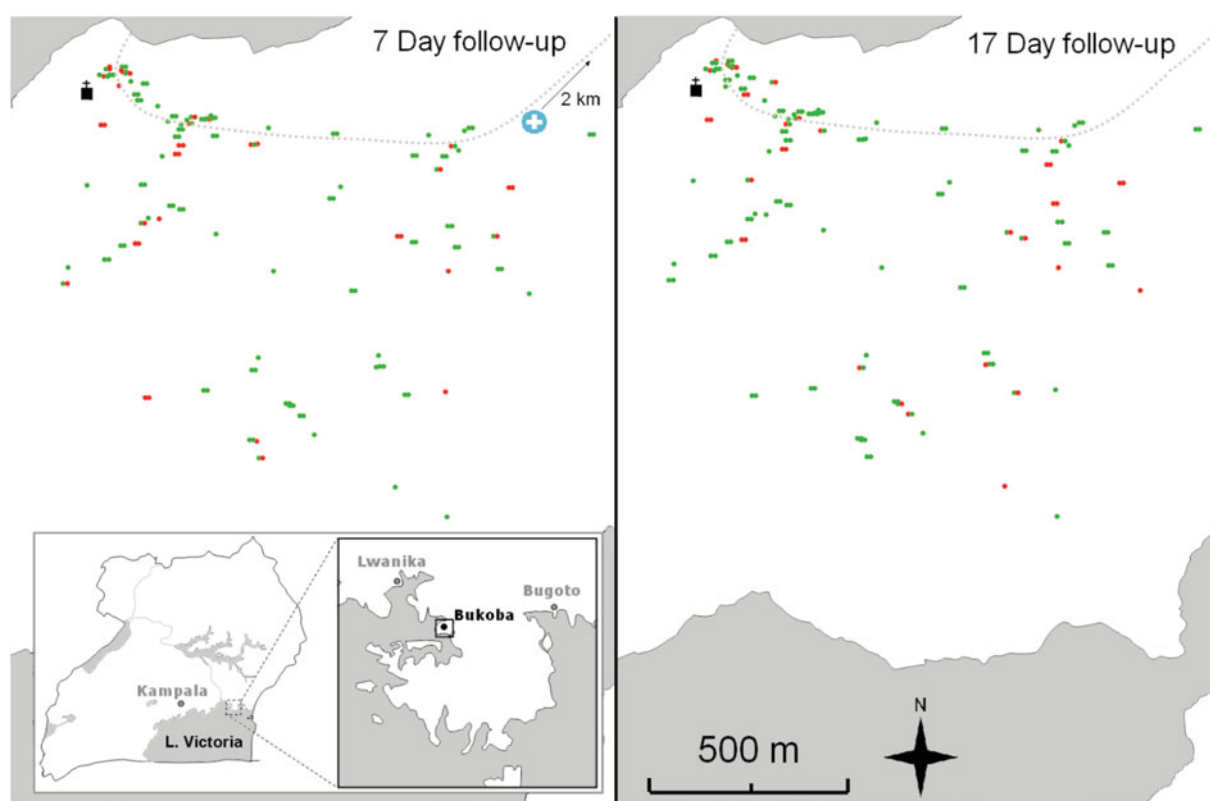 7 Day follow-up
2 km
17 Day follow-up
Lwanika
Bugoto
Bukoba
Kampala
L. Victoria
N
500 m